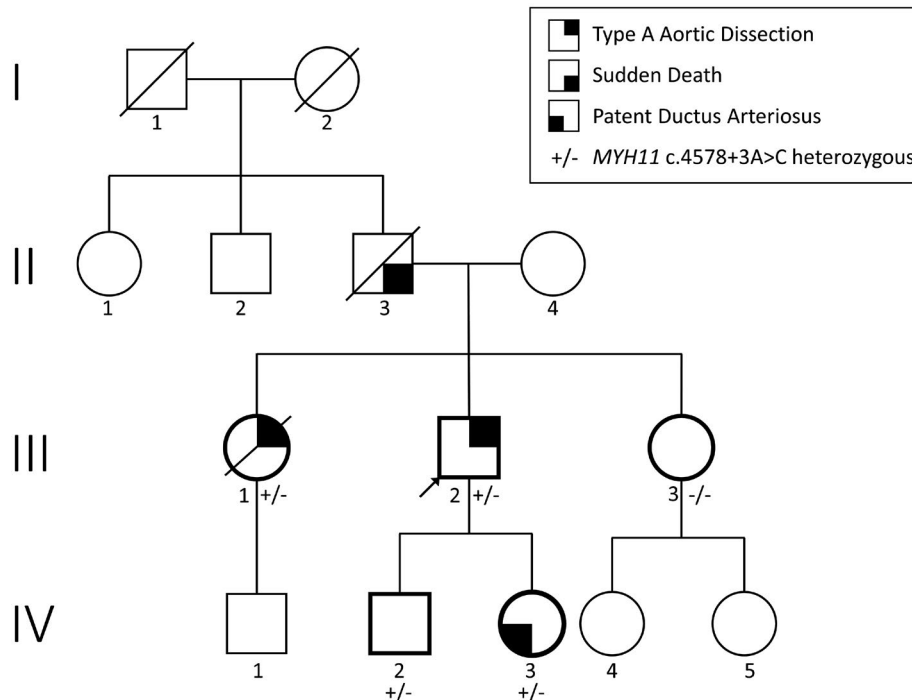 Type A Aortic Dissection
Sudden Death
Patent Ductus Arteriosus
+/- MYH11 c.4578+3A>C heterozygous
I
1 2
II
1 2 3 4
III
1 +/- 2 +/- 3 -/-
IV
1 2 3 4 5
+/- +/-